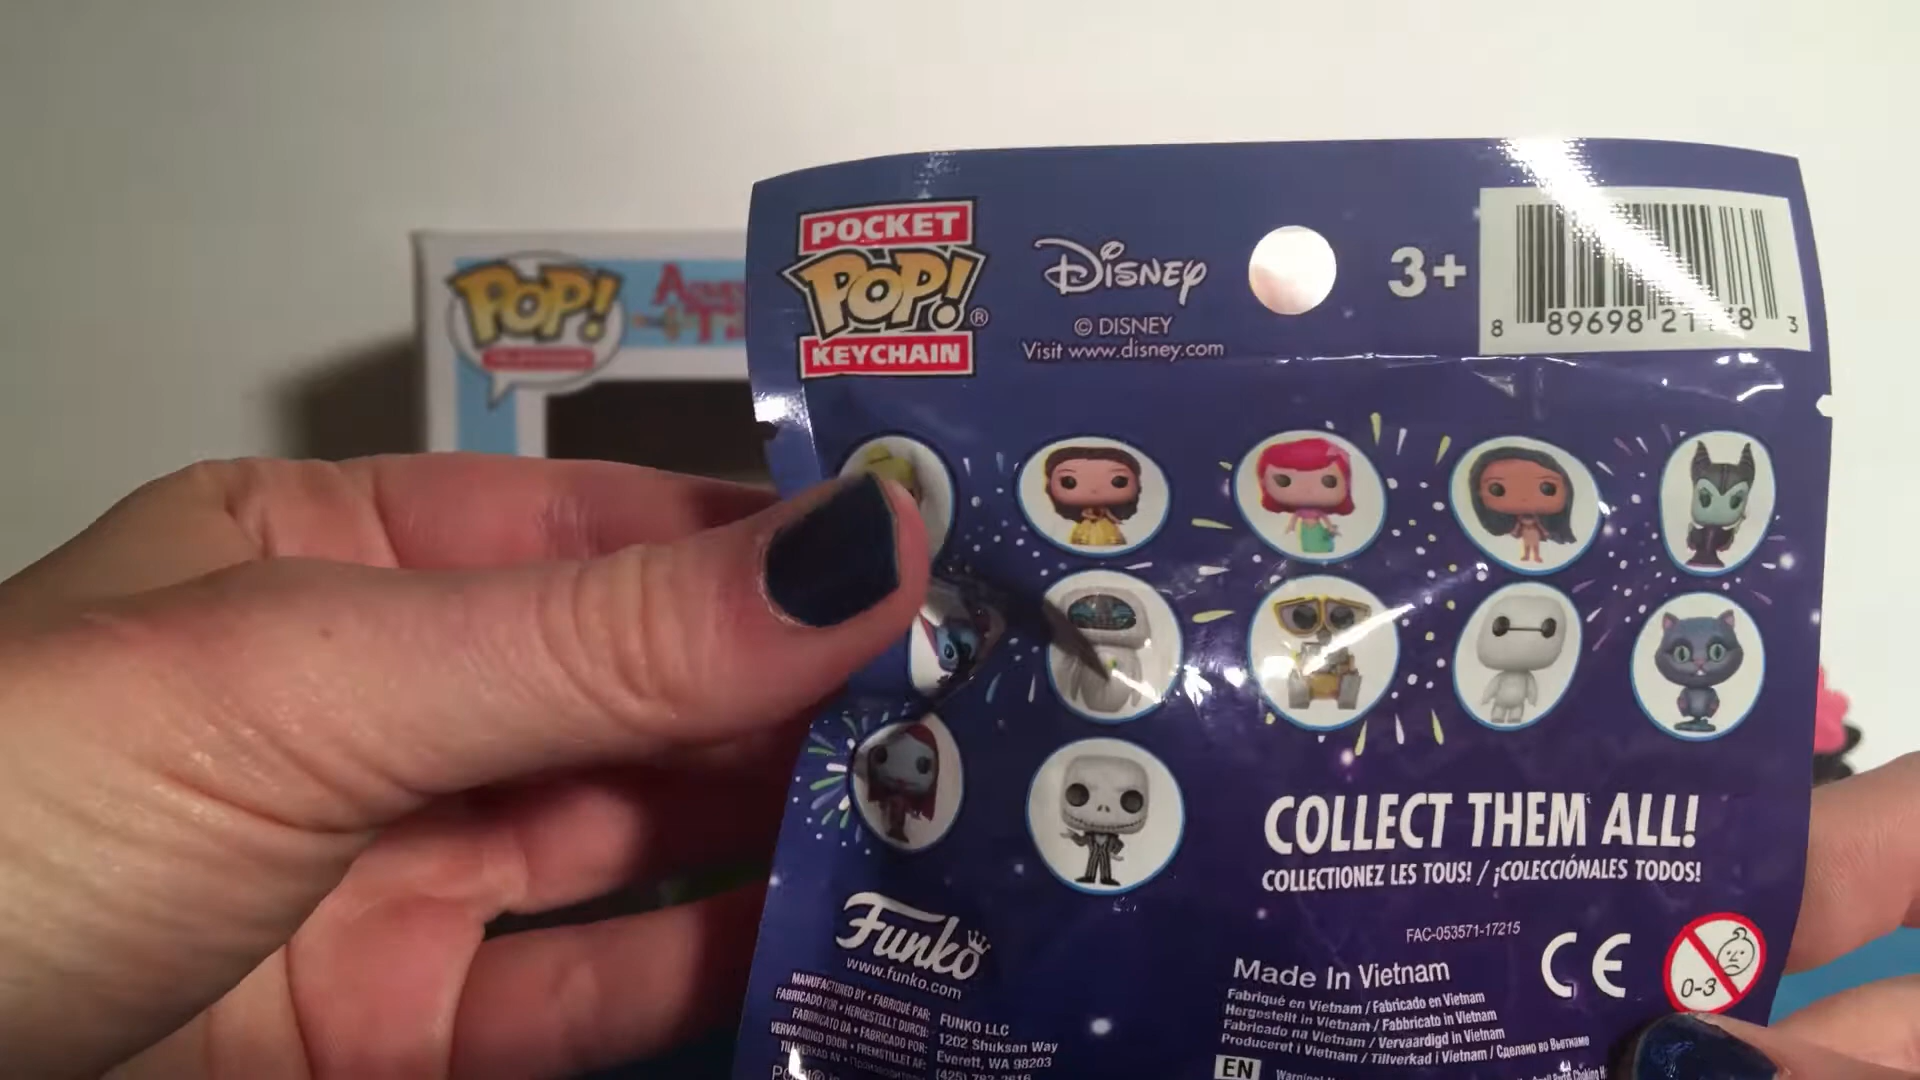 POCKET
POP!®
KEYCHAIN
Disney
© DISNEY
Visit www.disney.com
3+
8 89698 21 8 3
POP!
COLLECT THEM ALL!
COLLECTIONEZ LES TOUS! / ¡COLECCIÓNALES TODOS!
Funko
www.funko.com
MANUFACTURED BY • FABRIQUÉ PAR:
FABRICADO POR • HERGESTELLT DURCH:
FABBRICATO DA • FABRICADO POR:
VERVAARDIGD DOOR • FREMSTILLET AF:
TILLVERKAD AV •
FUNKO LLC
1202 Shuksan Way
Everett, WA 98203
FAC-053571-17215
CE
0-3
Made In Vietnam
Fabriqué en Vietnam / Fabricado en Vietnam
Hergestellt in Vietnam / Fabbricato in Vietnam
Fabricado na Vietnam / Vervaardigd in Vietnam
Produceret i Vietnam / Tillverkad i Vietnam / Сделано во Вьетнаме
EN